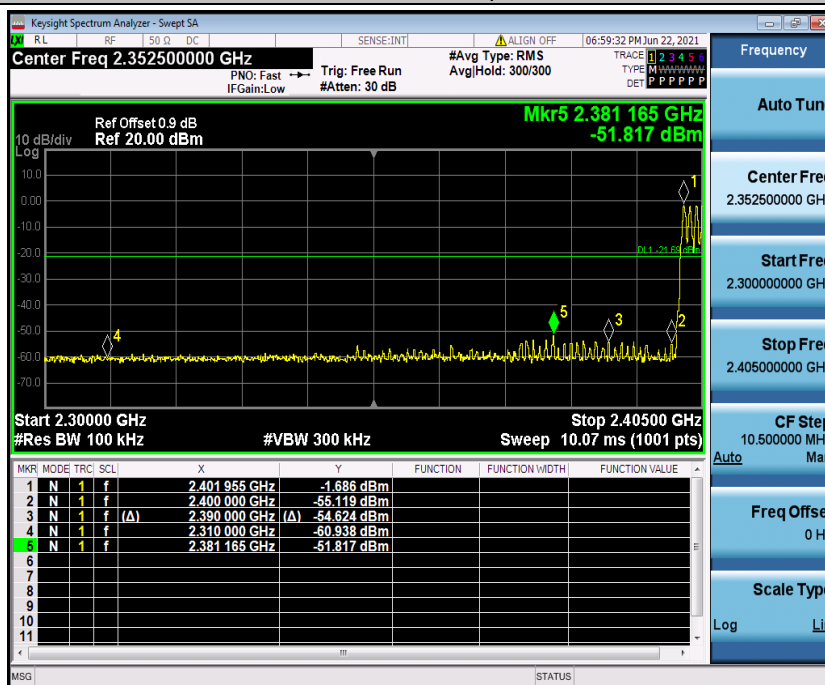 Keysight Spectrum Analyzer - Swept SA
LXI RL RF 50 Ω DC SENSE:INT ALIGN OFF 06:59:32 PM Jun 22, 2021
Center Freq 2.352500000 GHz #Avg Type: RMS TRACE 1 2 3 4 5 6
PNO: Fast Trig: Free Run Avg|Hold: 300/300 TYPE M WWWWW
IFGain:Low #Atten: 30 dB DET P P P P P P
Mkr5 2.381 165 GHz
-51.817 dBm
Ref Offset 0.9 dB
10 dB/div Ref 20.00 dBm
Log
10.0
0.00
-10.0
-20.0
-30.0
-40.0
-50.0
-60.0
-70.0
1
DL1 -21.69 dBm
5
3
2
4
Start 2.30000 GHz Stop 2.40500 GHz
#Res BW 100 kHz #VBW 300 kHz Sweep 10.07 ms (1001 pts)
MKR MODE TRC SCL X Y FUNCTION FUNCTION WIDTH FUNCTION VALUE
1 N 1 f 2.401 955 GHz -1.686 dBm
2 N 1 f 2.400 000 GHz -55.119 dBm
3 N 1 f (Δ) 2.390 000 GHz (Δ) -54.624 dBm
4 N 1 f 2.310 000 GHz -60.938 dBm
5 N 1 f 2.381 165 GHz -51.817 dBm
6
7
8
9
10
11
MSG STATUS
Frequency
Auto Tun
Center Fre
2.352500000 GH
Start Fre
2.300000000 GH
Stop Fre
2.405000000 GH
CF Step
10.500000 MH
Auto Ma
Freq Offse
0 H
Scale Type
Log Li